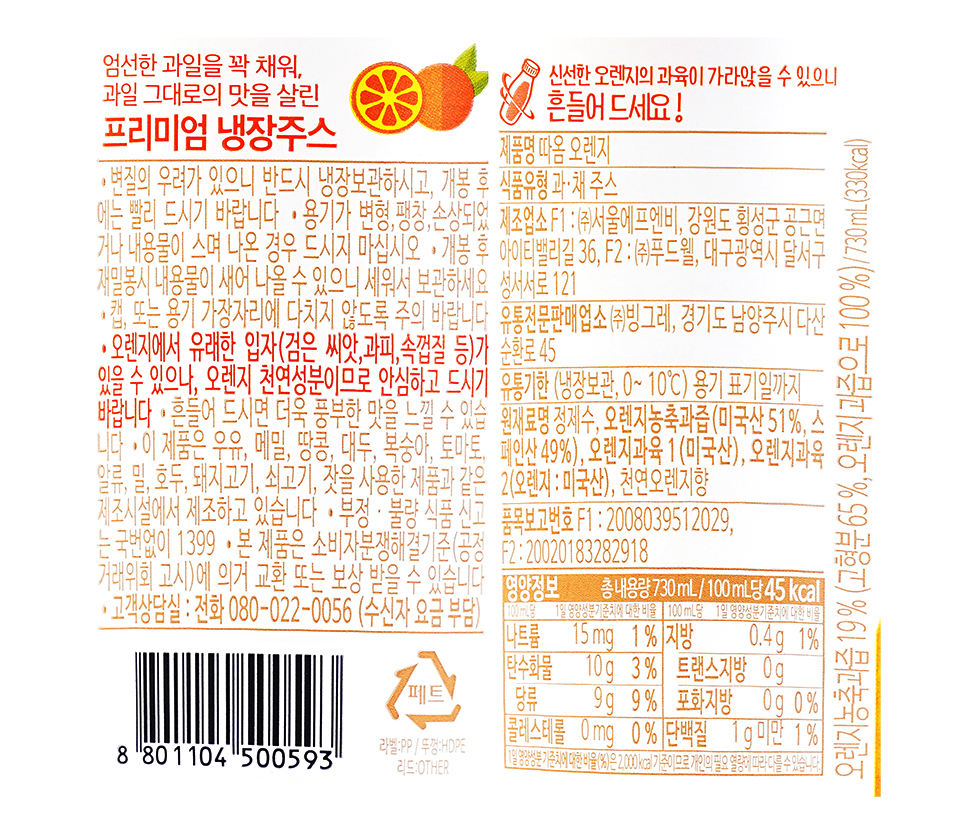 엄선한 과일을 꽉 채워,
과일 그대로의 맛을 살린
프리미엄 냉장주스
•변질의 우려가 있으니 반드시 냉장보관하시고, 개봉 후
에는 빨리 드시기 바랍니다 •용기가 변형,팽창,손상되었
거나 내용물이 스며 나온 경우 드시지 마십시오 •개봉 후
재밀봉시 내용물이 새어 나올 수 있으니 세워서 보관하세요
•캡, 또는 용기 가장자리에 다치지 않도록 주의 바랍니다
•오렌지에서 유래한 입자(검은 씨앗,과피,속껍질 등)가
있을 수 있으나, 오렌지 천연성분이므로 안심하고 드시기
바랍니다 •흔들어 드시면 더욱 풍부한 맛을 느낄 수 있습
니다 •이 제품은 우유, 메밀, 땅콩, 대두, 복숭아, 토마토,
알류, 밀, 호두, 돼지고기, 쇠고기, 잣을 사용한 제품과 같은
제조시설에서 제조하고 있습니다 •부정·불량 식품 신고
는 국번없이 1399 •본 제품은 소비자분쟁해결기준(공정
거래위회 고시)에 의거 교환 또는 보상 받을 수 있습니다
•고객상담실 : 전화 080-022-0056 (수신자 요금 부담)
8 801104 500593
페트
라벨:PP / 뚜껑:HDPE
리드:OTHER
신선한 오렌지의 과육이 가라앉을 수 있으니
흔들어 드세요!
제품명 따옴 오렌지
식품유형 과·채 주스
제조업소 F1 : ㈜서울에프엔비, 강원도 횡성군 공근면
아이티밸리길 36, F2 : ㈜푸드웰, 대구광역시 달서구
성서서로 121
유통전문판매업소 ㈜빙그레, 경기도 남양주시 다산
순환로 45
유통기한 (냉장보관, 0~10℃) 용기 표기일까지
원재료명 정제수, 오렌지농축과즙 (미국산 51%, 스
페인산 49%), 오렌지과육 1 (미국산), 오렌지과육
2(오렌지 : 미국산), 천연오렌지향
품목보고번호 F1 : 2008039512029,
F2 : 20020183282918
영양정보 총 내용량 730 mL / 100 mL당 45 kcal
100 mL당 1일 영양성분기준치에 대한 비율 100 mL당 1일 영양성분기준치에 대한 비율
나트륨 15 mg 1 % 지방 0.4 g 1%
탄수화물 10 g 3 % 트랜스지방 0 g
당류 9 g 9 % 포화지방 0 g 0 %
콜레스테롤 0 mg 0 % 단백질 1 g 미만 1 %
1일 영양성분 기준치에 대한 비율(%)은 2,000 kcal 기준이므로 개인의 필요 열량에 따라 다를 수 있습니다.
오렌지농축과즙 19% (고형분 65%, 오렌지 과즙으로 100%) / 730 mL (330kcal)